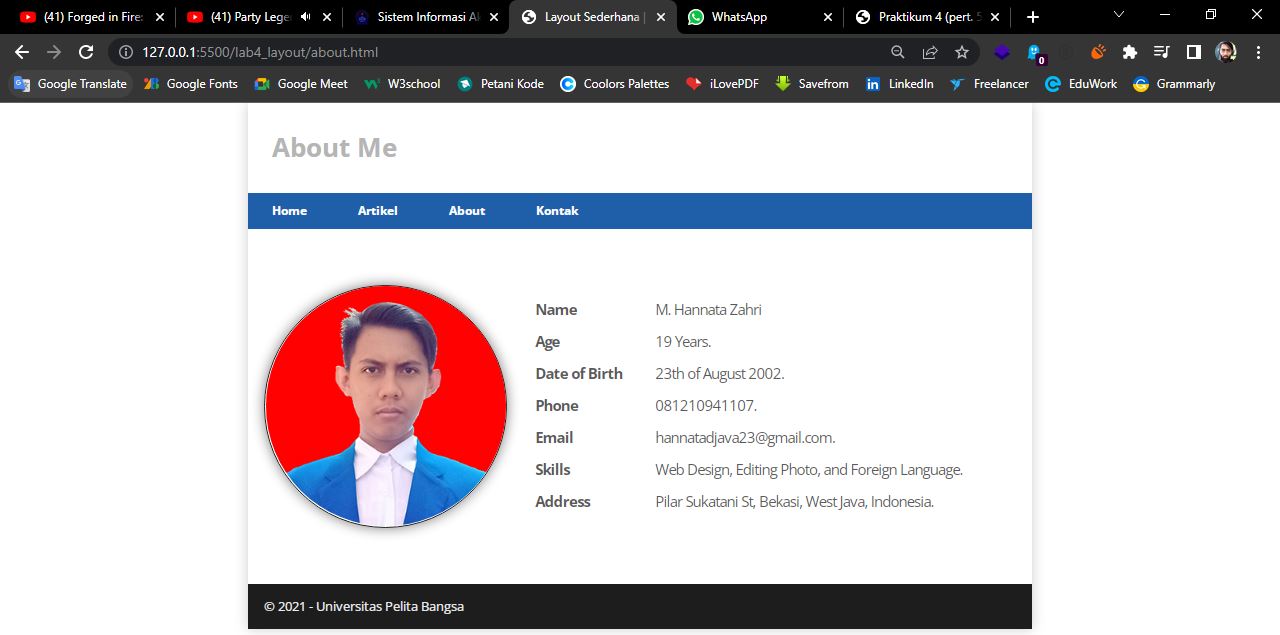 (41) Forged in Fire:
(41) Party Lege
Sistem Informasi Al
Layout Sederhana |
WhatsApp
Praktikum 4 (pert. 5
127.0.0.1:5500/lab4_layout/about.html
0
Google Translate
Google Fonts
Google Meet
W3school
Petani Kode
Coolors Palettes
iLovePDF
Savefrom
LinkedIn
Freelancer
EduWork
Grammarly
About Me
Home Artikel About Kontak
Name M. Hannata Zahri
Age 19 Years.
Date of Birth 23th of August 2002.
Phone 081210941107.
Email hannatadjava23@gmail.com.
Skills Web Design, Editing Photo, and Foreign Language.
Address Pilar Sukatani St, Bekasi, West Java, Indonesia.
© 2021 - Universitas Pelita Bangsa